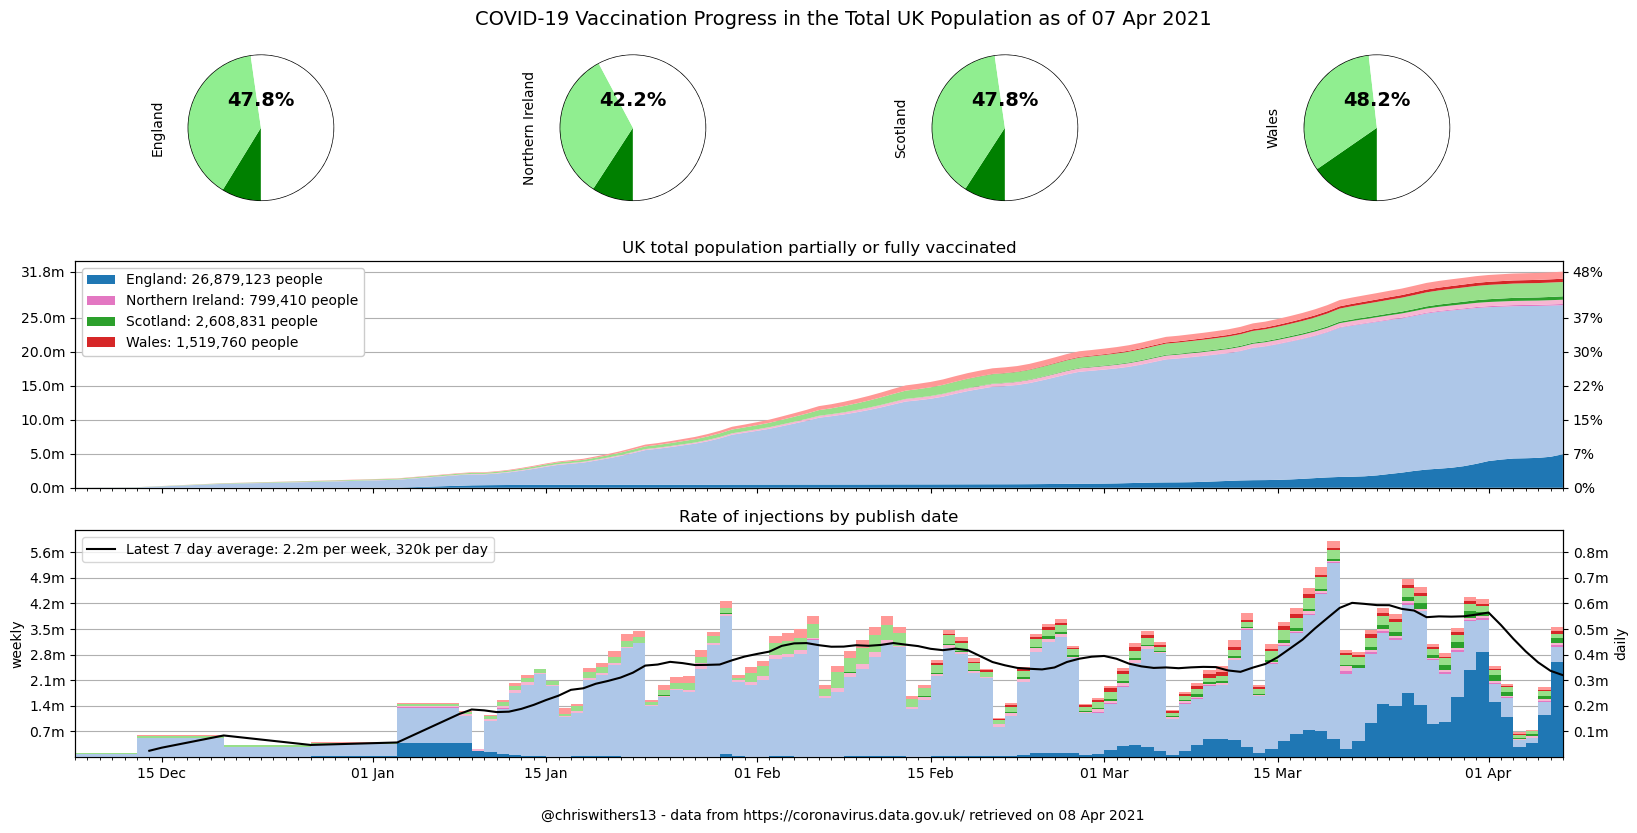 COVID-19 Vaccination Progress in the Total UK Population as of 07 Apr 2021
England
47.8%
Northern Ireland
42.2%
Scotland
47.8%
Wales
48.2%
UK total population partially or fully vaccinated
England: 26,879,123 people
Northern Ireland: 799,410 people
Scotland: 2,608,831 people
Wales: 1,519,760 people
31.8m
25.0m
20.0m
15.0m
10.0m
5.0m
0.0m
48%
37%
30%
22%
15%
7%
0%
Rate of injections by publish date
Latest 7 day average: 2.2m per week, 320k per day
weekly
5.6m
4.9m
4.2m
3.5m
2.8m
2.1m
1.4m
0.7m
0.8m
0.7m
0.6m
0.5m
0.4m
0.3m
0.2m
0.1m
daily
15 Dec
01 Jan
15 Jan
01 Feb
15 Feb
01 Mar
15 Mar
01 Apr
@chriswithers13 - data from https://coronavirus.data.gov.uk/ retrieved on 08 Apr 2021